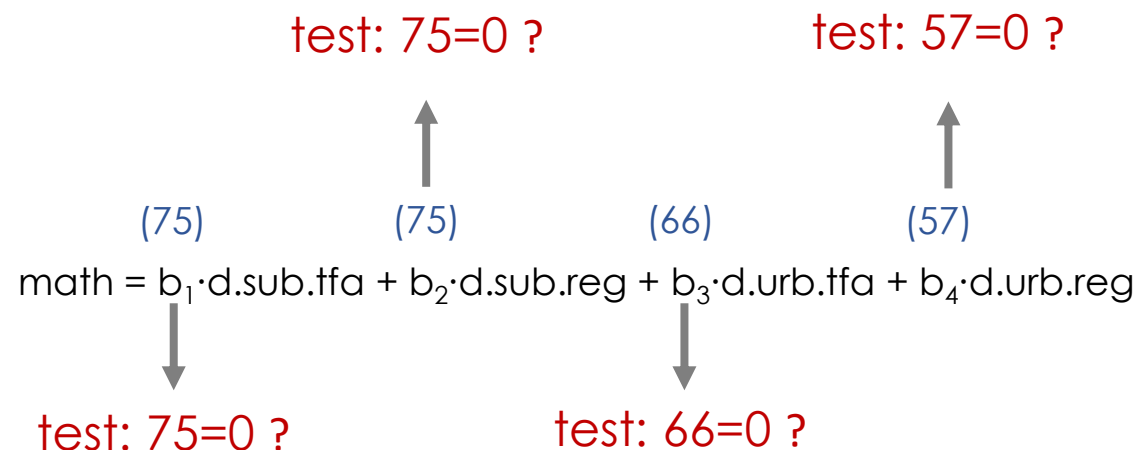 test: 75=0 ? test: 57=0 ?
(75) (75) (66) (57)
math = b₁·d.sub.tfa + b₂·d.sub.reg + b₃·d.urb.tfa + b₄·d.urb.reg
test: 75=0 ? test: 66=0 ?